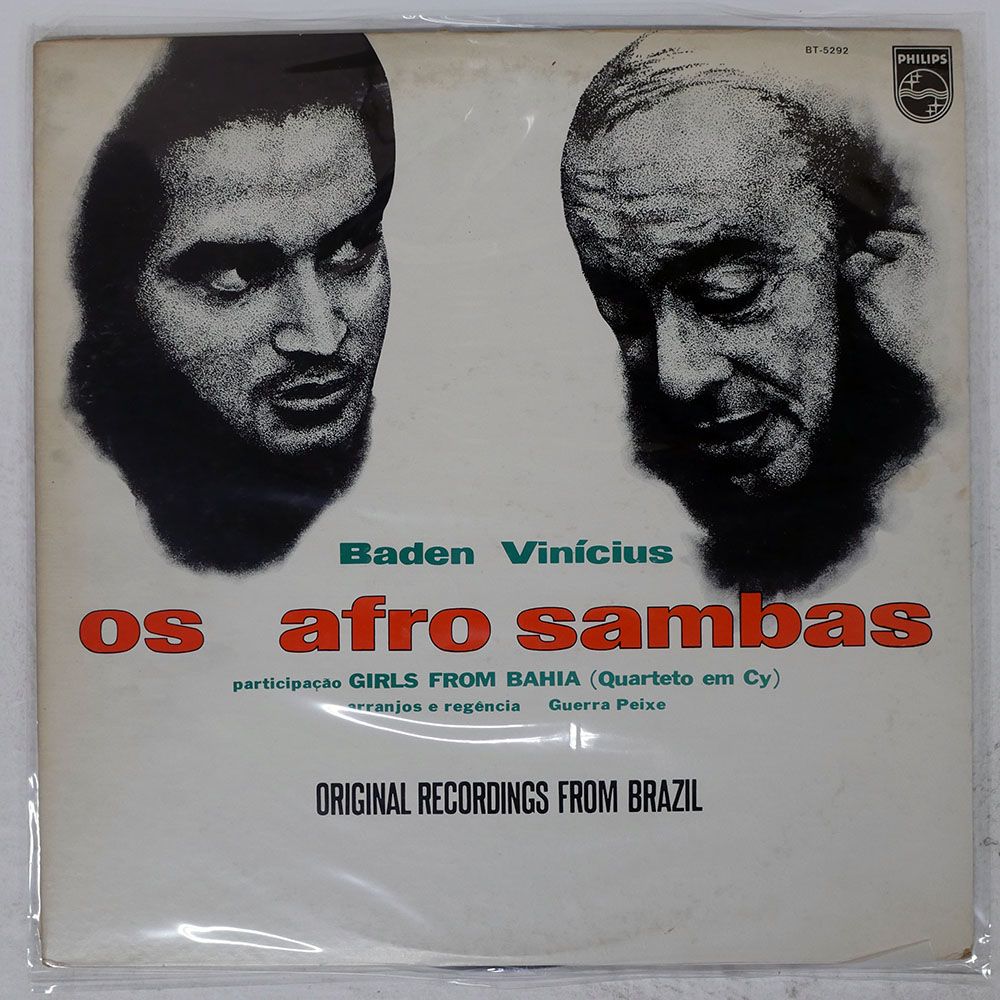 BT-5292
PHILIPS
Baden Vinícius
os afro sambas
participação GIRLS FROM BAHIA (Quarteto em Cy)
arranjos e regência Guerra Peixe
ORIGINAL RECORDINGS FROM BRAZIL